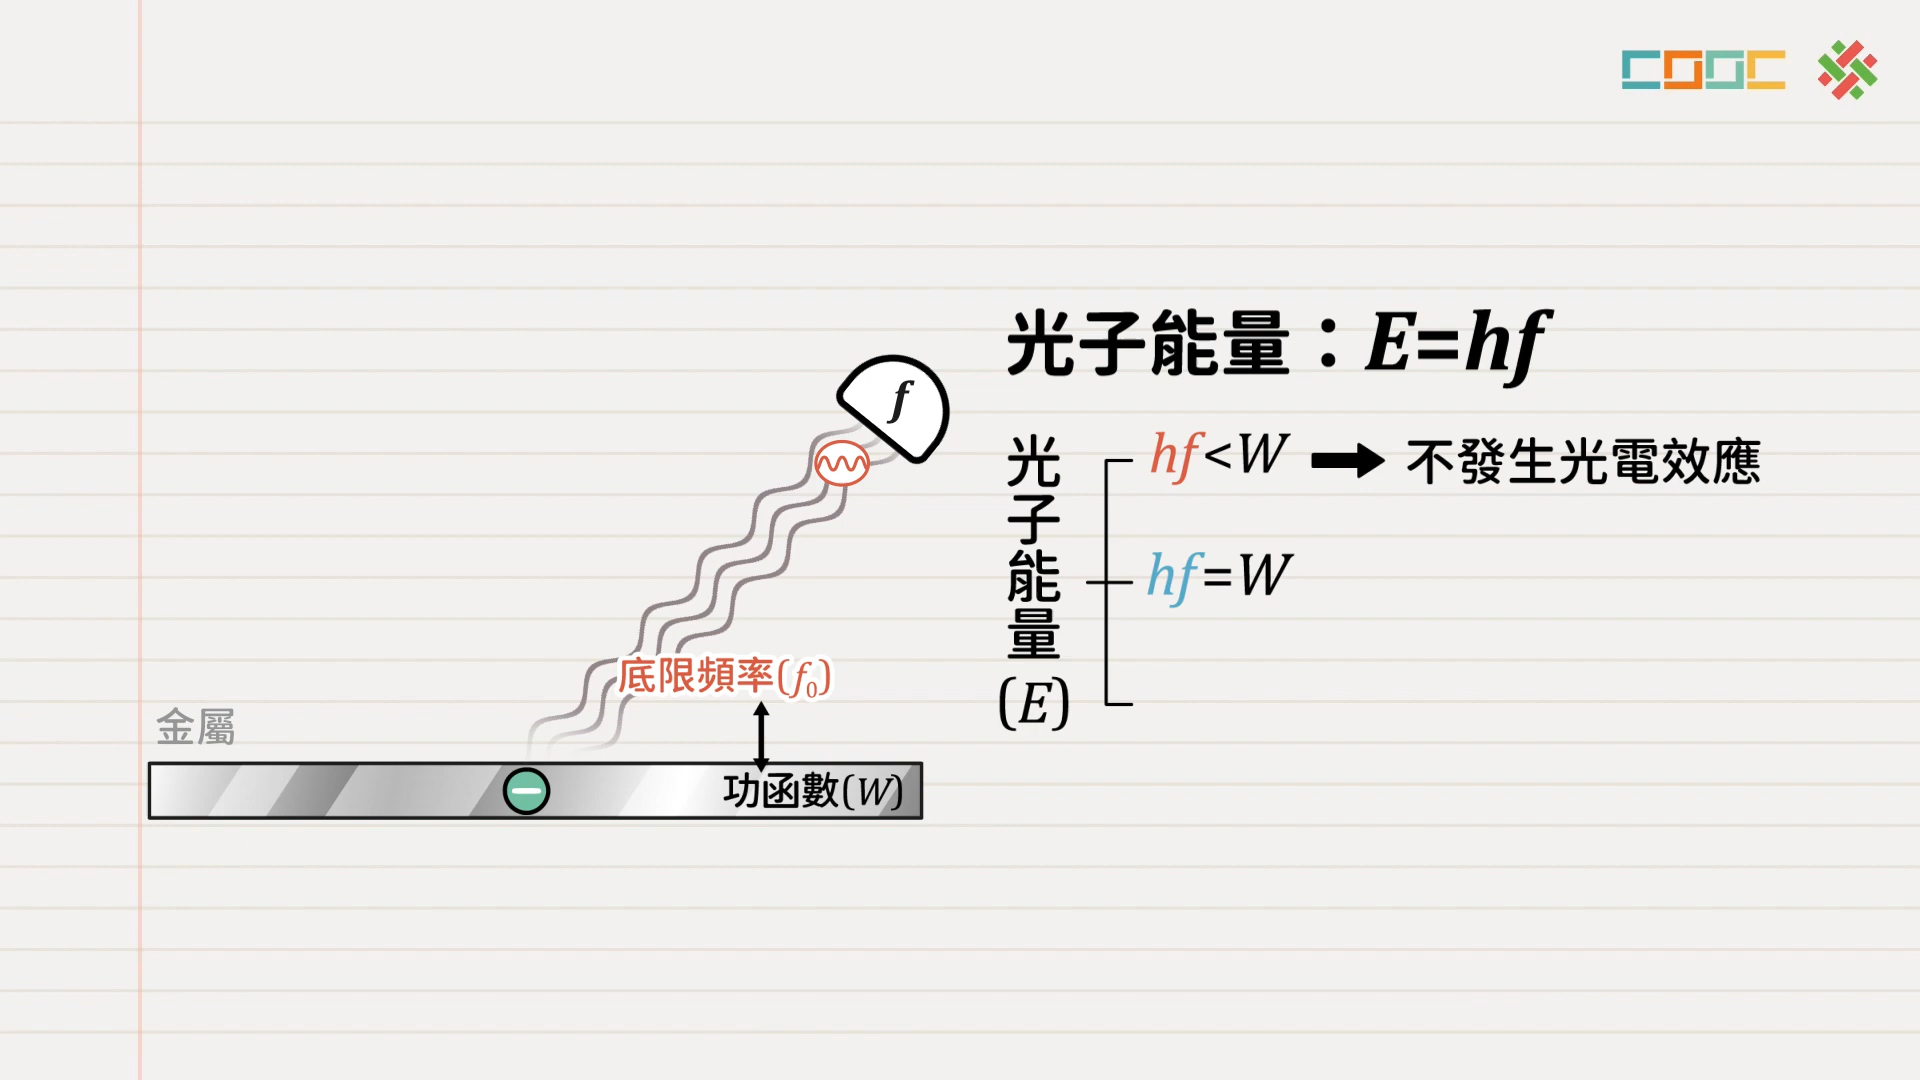 COOC
光子能量：E=hf
f
光子能量(E)
hf<W
不發生光電效應
hf=W
底限頻率(f₀)
金屬
功函數(W)